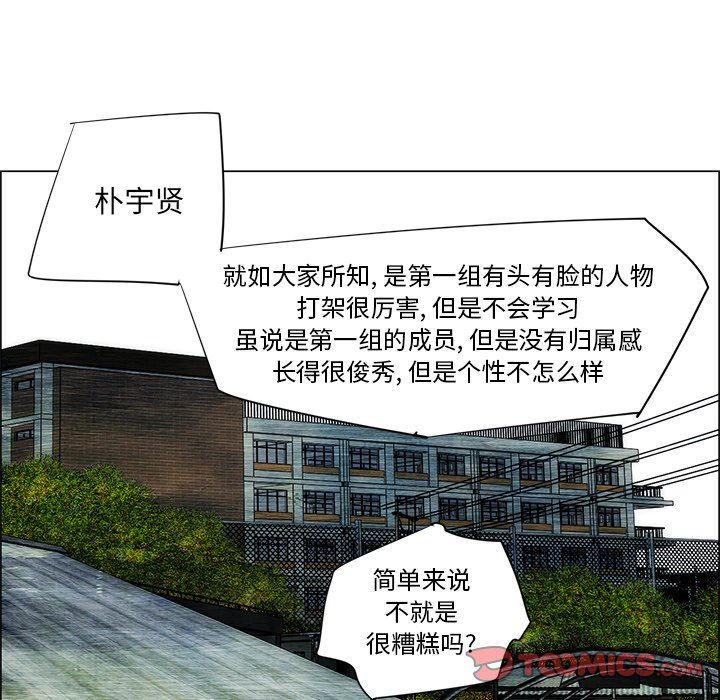 朴宇贤
就如大家所知, 是第一组有头有脸的人物
打架很厉害, 但是不会学习
虽说是第一组的成员, 但是没有归属感
长得很俊秀, 但是个性不怎么样
简单来说
不就是
很糟糕吗?
TOOMICS.COM